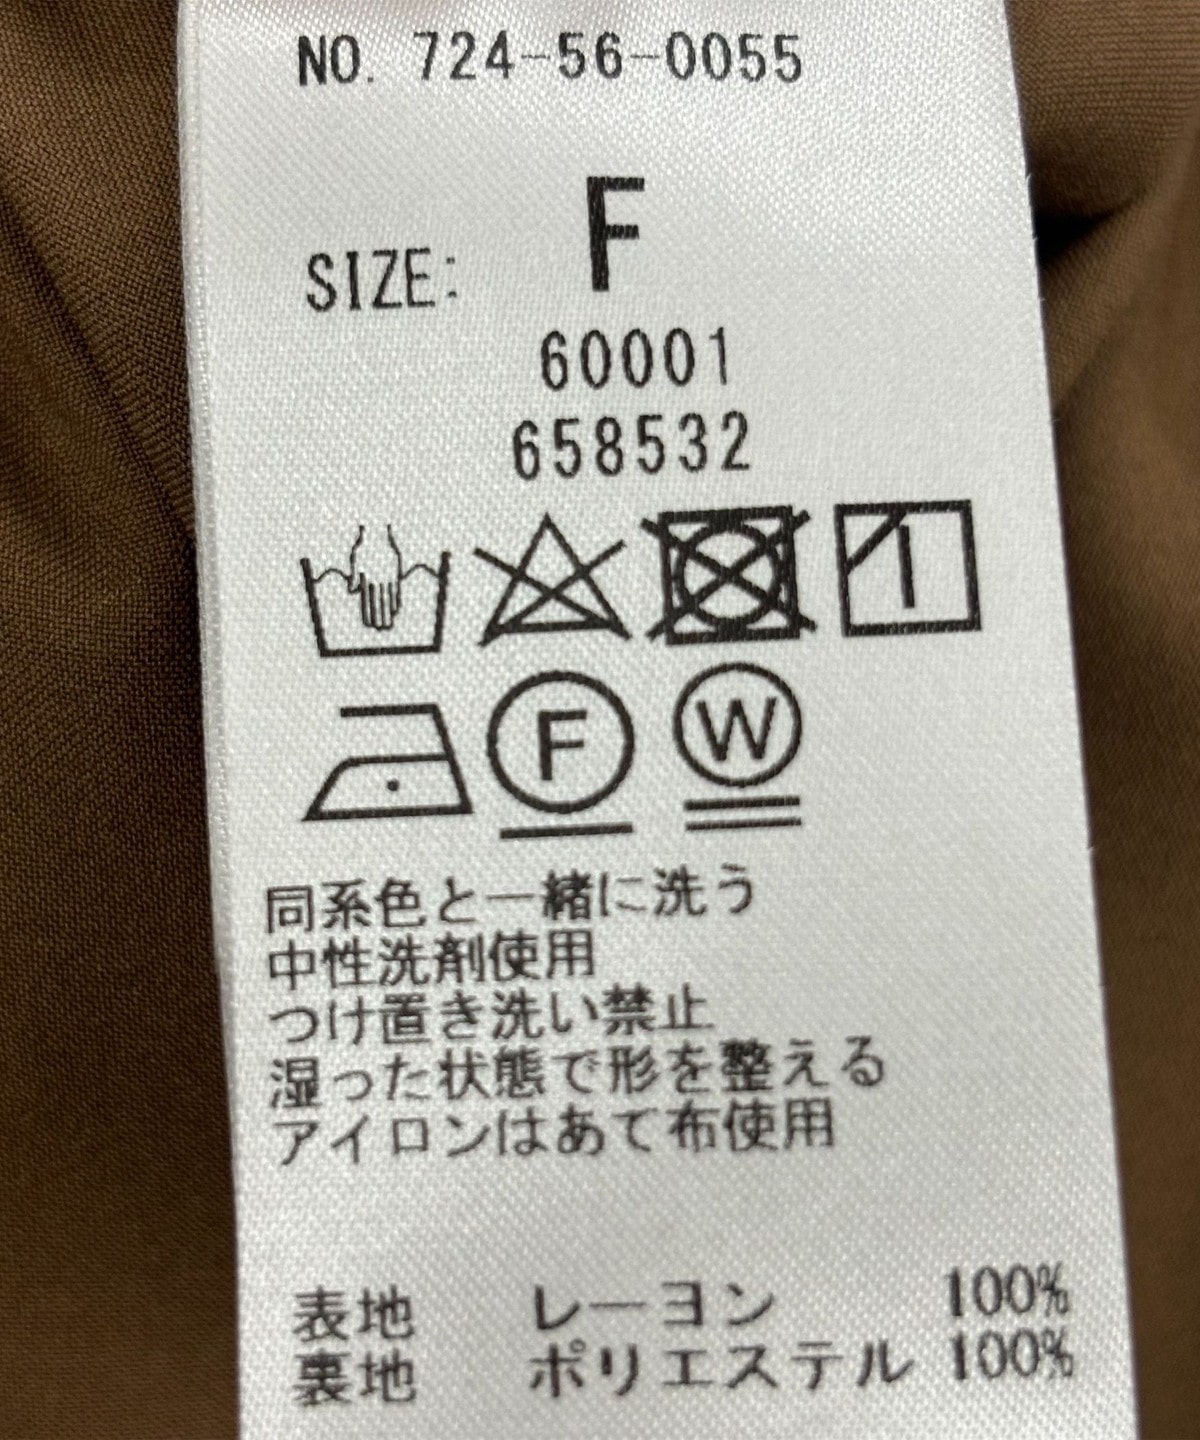 NO. 724-56-0055
SIZE: F
60001
658532
F W
同系色と一緒に洗う
中性洗剤使用
つけ置き洗い禁止
湿った状態で形を整える
アイロンはあて布使用
表地 レーヨン 100%
裏地 ポリエステル 100%